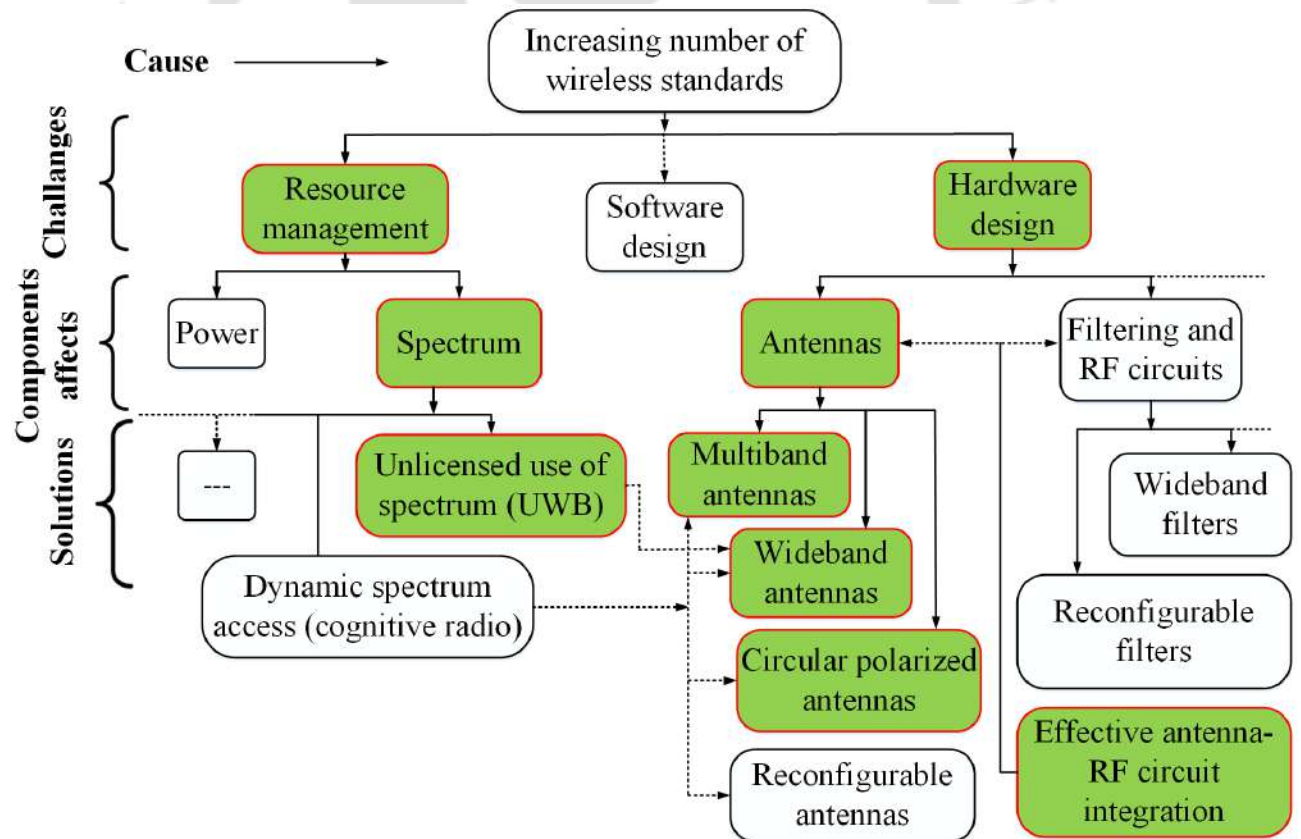 Increasing number of
wireless standards
Cause
Challanges
Resource
management
Software
design
Hardware
design
Components
affects
Power
Spectrum
Antennas
Filtering and
RF circuits
Solutions
---
Unlicensed use of
spectrum (UWB)
Multiband
antennas
Wideband
filters
Dynamic spectrum
access (cognitive radio)
Wideband
antennas
Reconfigurable
filters
Circular polarized
antennas
Effective antenna-
RF circuit
integration
Reconfigurable
antennas